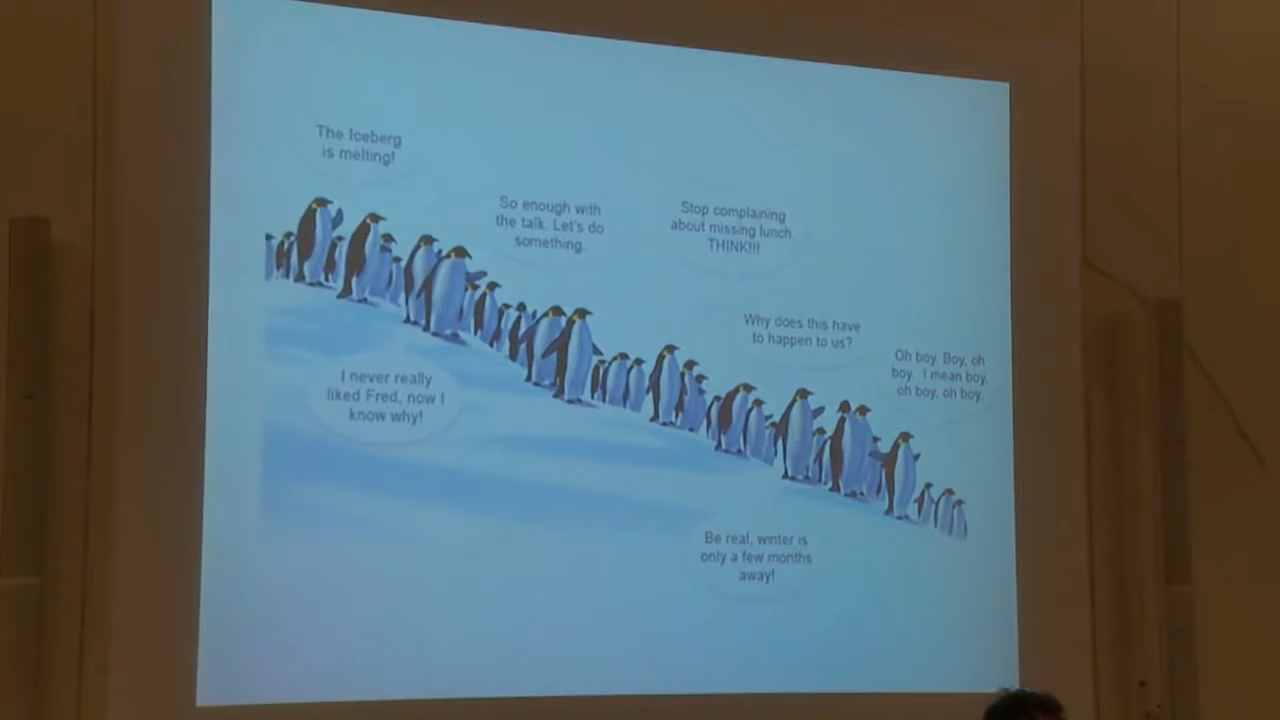 The Iceberg
is melting!
So enough with
the talk. Let's do
something.
Stop complaining
about missing lunch.
THINK!!!
Why does this have
to happen to us?
Oh boy. Boy, oh
boy. I mean boy,
oh boy, oh boy.
I never really
liked Fred, now I
know why!
Be real, winter is
only a few months
away!